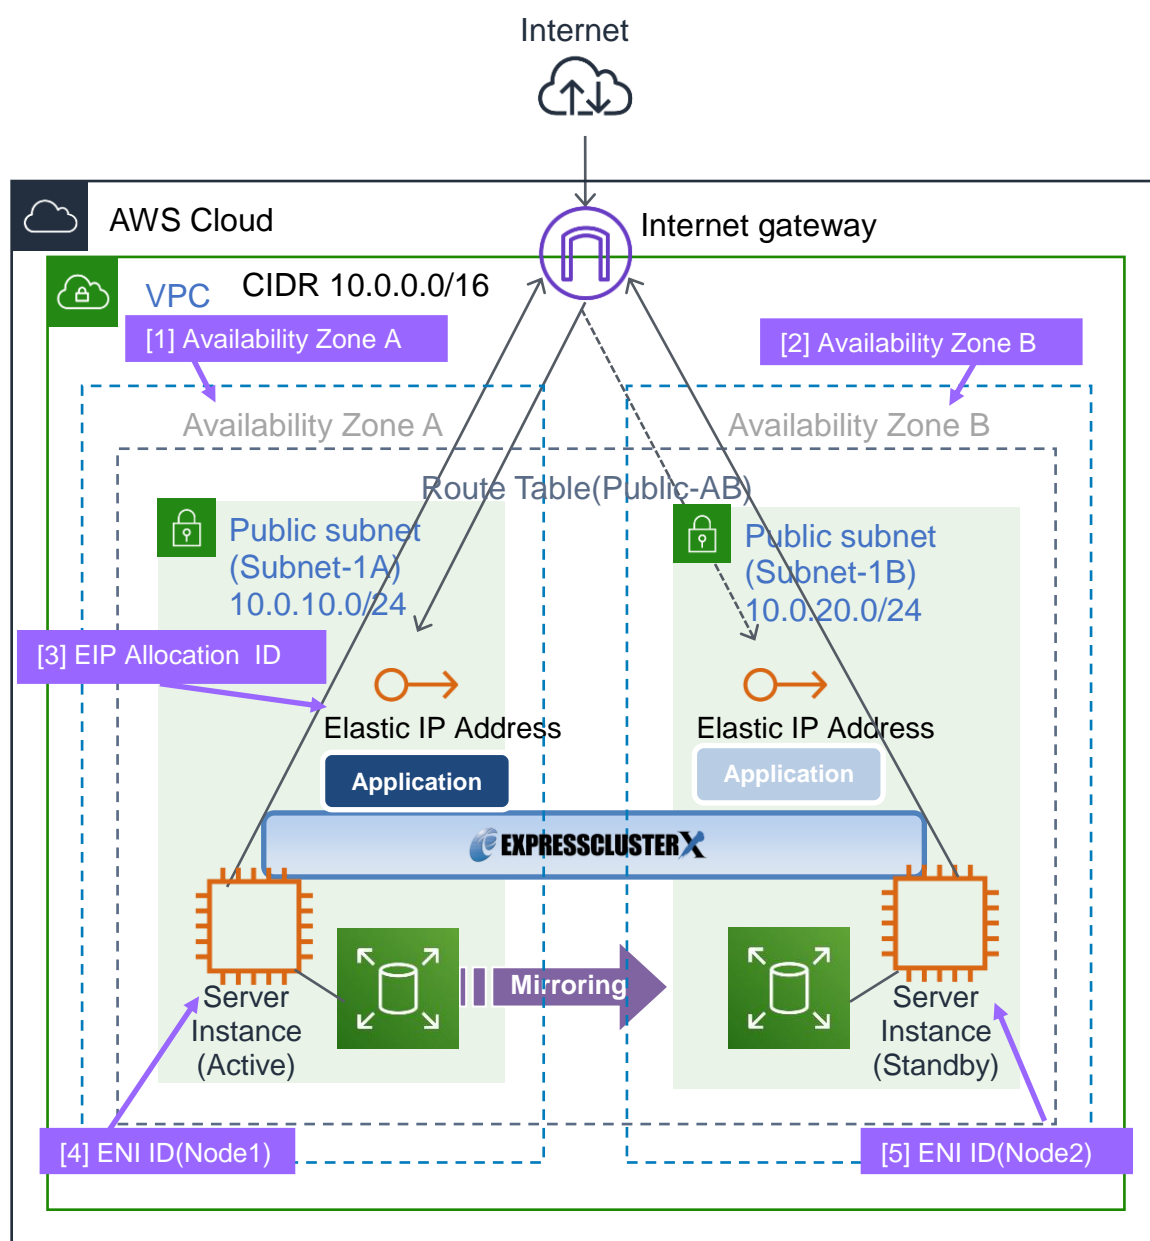 Internet
AWS Cloud
Internet gateway
VPC
CIDR 10.0.0.0/16
[1] Availability Zone A
[2] Availability Zone B
Availability Zone A
Availability Zone B
Route Table(Public-AB)
Public subnet
(Subnet-1A)
10.0.10.0/24
Public subnet
(Subnet-1B)
10.0.20.0/24
[3] EIP Allocation  ID
Elastic IP Address
Elastic IP Address
Application
Application
EXPRESSCLUSTER X
Mirroring
Server
Instance
(Active)
Server
Instance
(Standby)
[4] ENI ID(Node1)
[5] ENI ID(Node2)